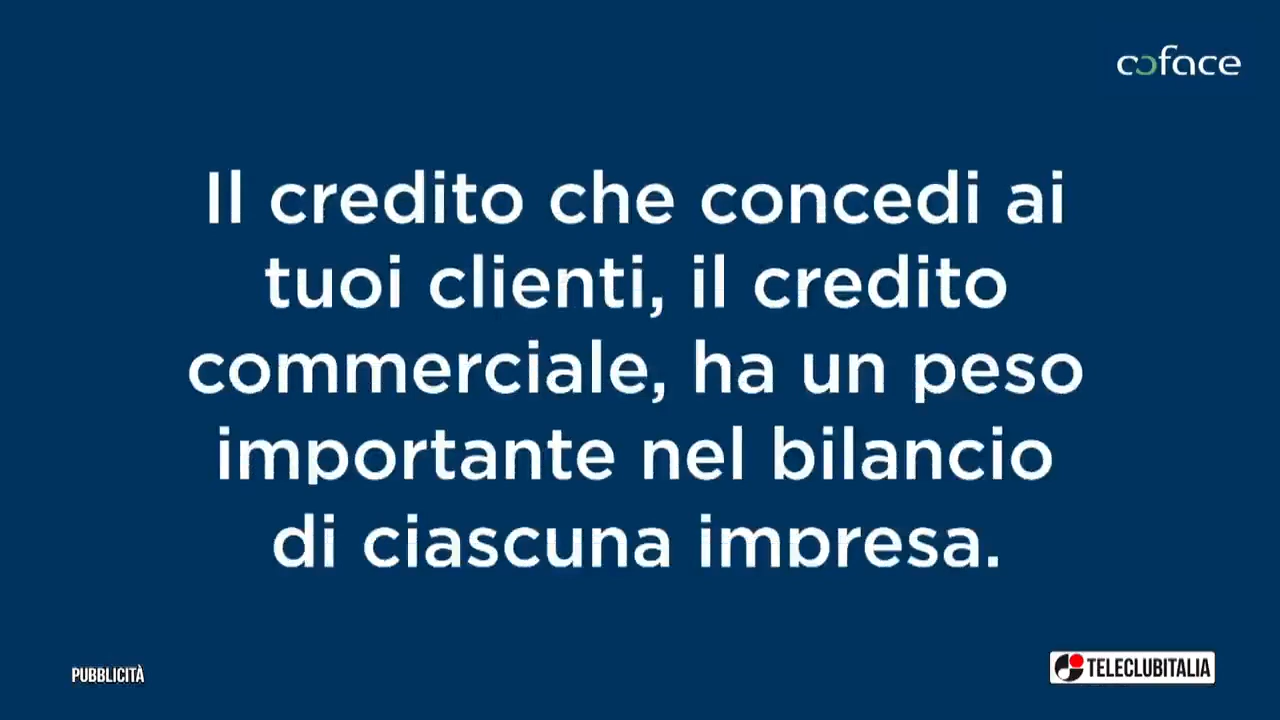 coface
Il credito che concedi ai
tuoi clienti, il credito
commerciale, ha un peso
importante nel bilancio
di ciascuna impresa.
PUBBLICITÀ
TELECLUBITALIA